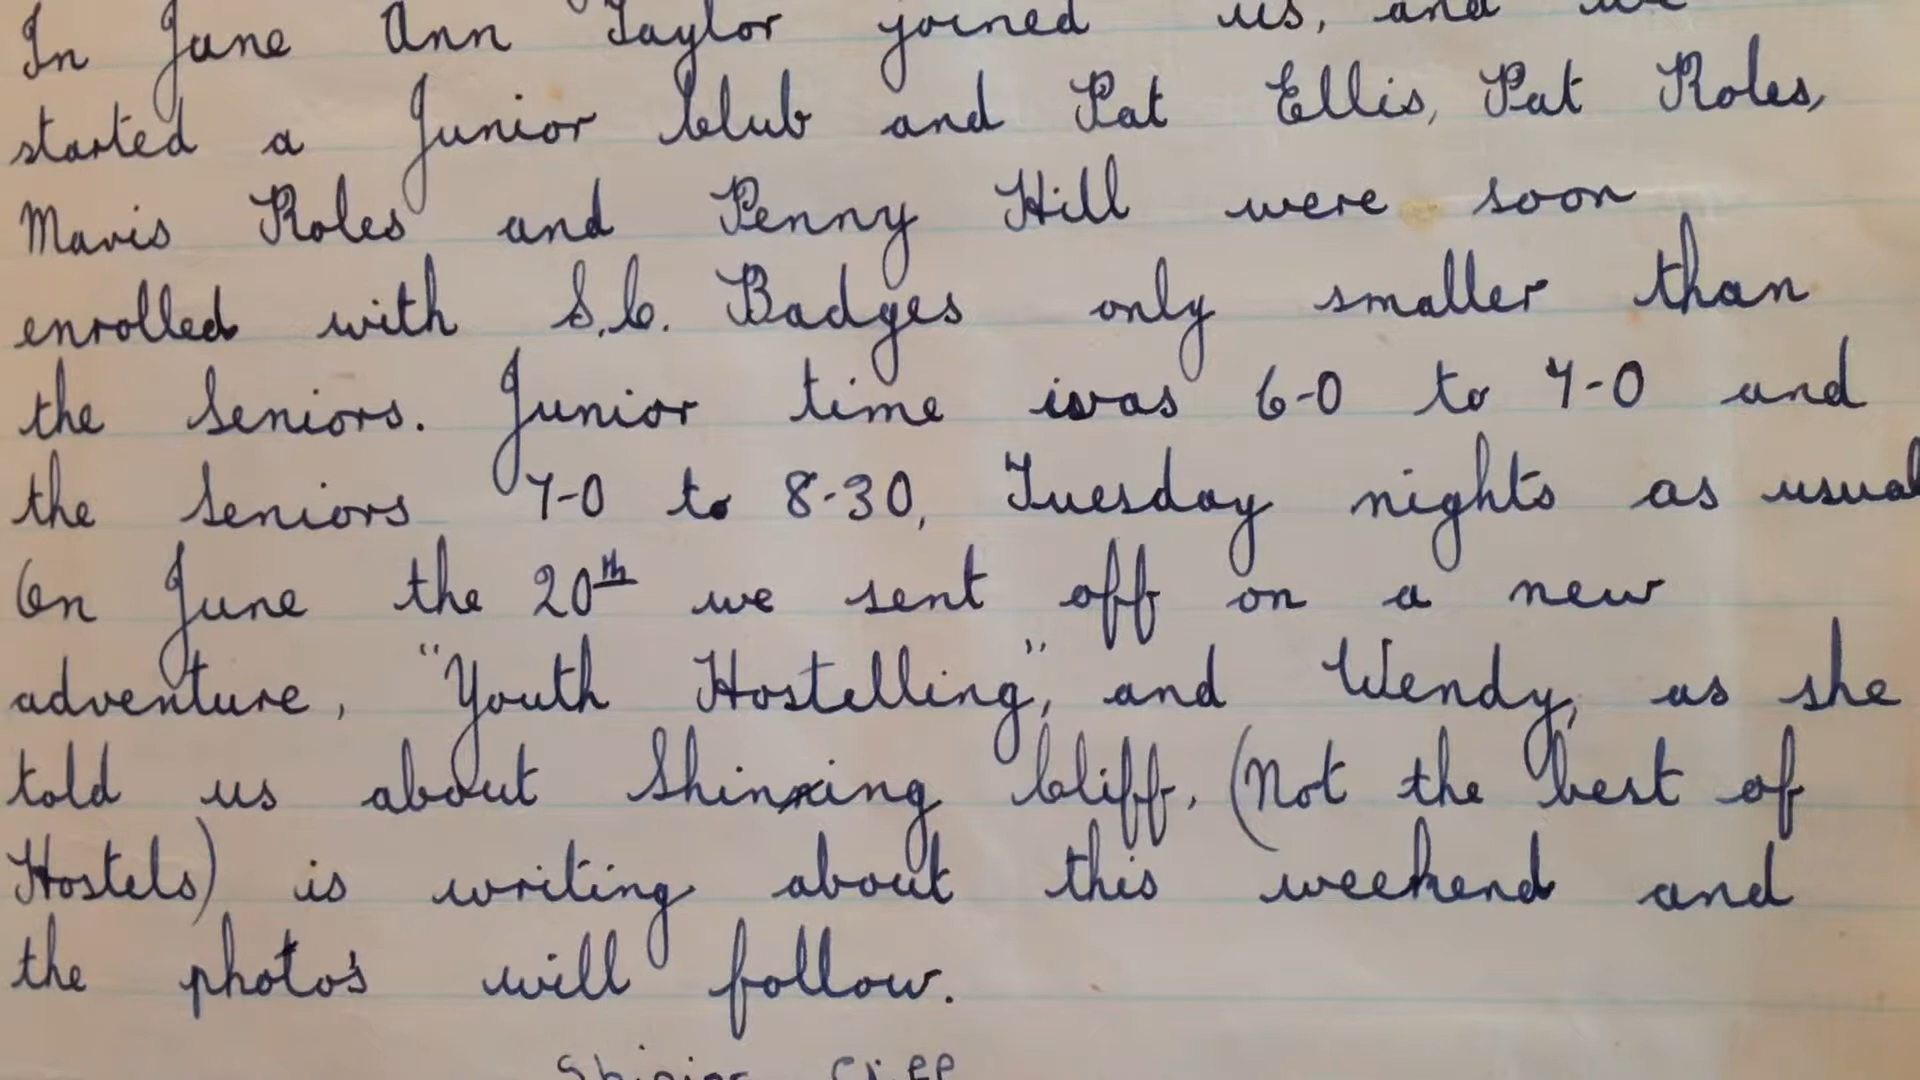 In June Ann Taylor joined us, and we
started a Junior Club and Pat Ellis, Pat Roles,
Mavis Roles and Penny Hill were soon
enrolled with S.C. Badges only smaller than
the Seniors. Junior time was 6-0 to 7-0 and
the Seniors 7-0 to 8-30, Tuesday nights as usual
On June the 20th we sent off on a new
adventure, "Youth Hostelling", and Wendy, as she
told us about Shinning Cliff, (Not the best of
Hostels) is writing about this weekend and
the photo's will follow.
Shining Cliff